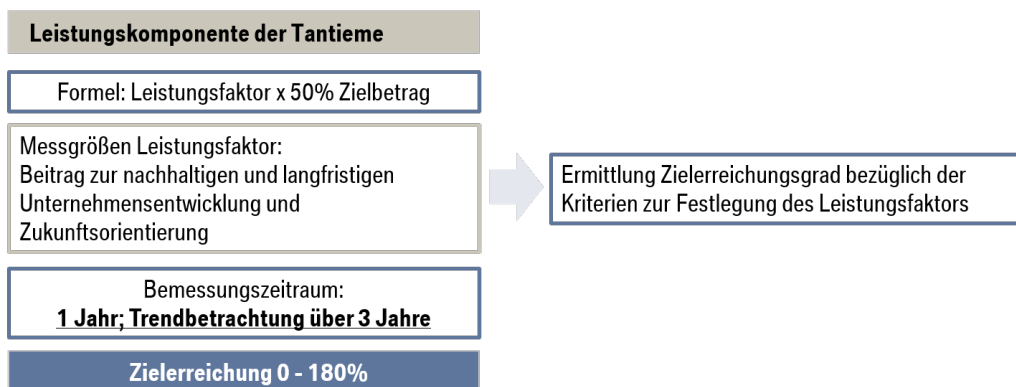 Leistungskomponente der Tantieme
Formel: Leistungsfaktor x 50% Zielbetrag
Messgrößen Leistungsfaktor:
Beitrag zur nachhaltigen und langfristigen
Unternehmensentwicklung und
Zukunftsorientierung
Ermittlung Zielerreichungsgrad bezüglich der
Kriterien zur Festlegung des Leistungsfaktors
Bemessungszeitraum:
1 Jahr; Trendbetrachtung über 3 Jahre
Zielerreichung 0 - 180%